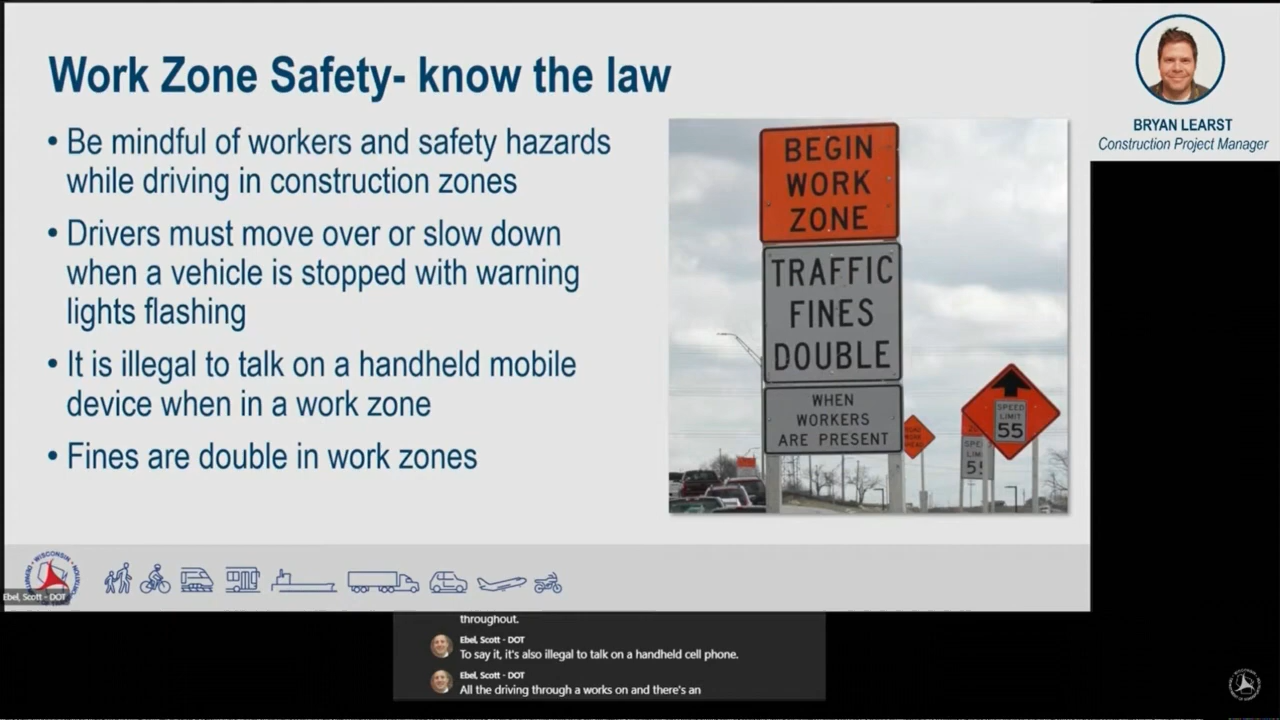 Work Zone Safety- know the law
• Be mindful of workers and safety hazards
while driving in construction zones
• Drivers must move over or slow down
when a vehicle is stopped with warning
lights flashing
• It is illegal to talk on a handheld mobile
device when in a work zone
• Fines are double in work zones
BEGIN
WORK
ZONE
TRAFFIC
FINES
DOUBLE
WHEN
WORKERS
ARE PRESENT
SPEED
LIMIT
55
BRYAN LEARST
Construction Project Manager
WISCONSIN
Ebel, Scott - DOT
throughout.
Ebel, Scott - DOT
To say it, it's also illegal to talk on a handheld cell phone.
Ebel, Scott - DOT
All the driving through a works on and there's an